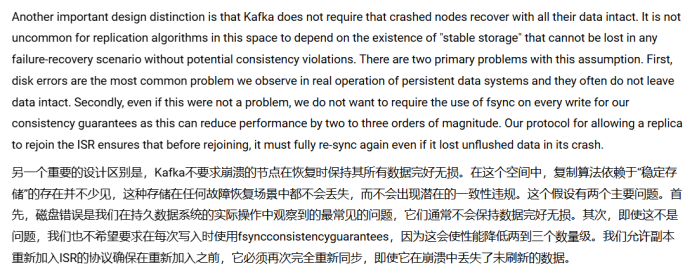 Another important design distinction is that Kafka does not require that crashed nodes recover with all their data intact. It is not
uncommon for replication algorithms in this space to depend on the existence of "stable storage" that cannot be lost in any
failure-recovery scenario without potential consistency violations. There are two primary problems with this assumption. First,
disk errors are the most common problem we observe in real operation of persistent data systems and they often do not leave
data intact. Secondly, even if this were not a problem, we do not want to require the use of fsync on every write for our
consistency guarantees as this can reduce performance by two to three orders of magnitude. Our protocol for allowing a replica
to rejoin the ISR ensures that before rejoining, it must fully re-sync again even if it lost unflushed data in its crash.
另一个重要的设计区别是，Kafka不要求崩溃的节点在恢复时保持其所有数据完好无损。在这个空间中，复制算法依赖于“稳定存
储”的存在并不少见，这种存储在任何故障恢复场景中都不会丢失，而不会出现潜在的一致性违规。这个假设有两个主要问题。首
先，磁盘错误是我们在持久数据系统的实际操作中观察到的最常见的问题，它们通常不会保持数据完好无损。其次，即使这不是
问题，我们也不希望要求在每次写入时使用fsyncconsistencyguarantees，因为这会使性能降低两到三个数量级。我们允许副本
重新加入ISR的协议确保在重新加入之前，它必须再次完全重新同步，即使它在崩溃中丢失了未刷新的数据。